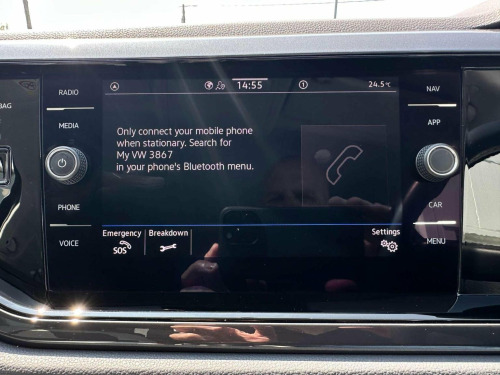 RADIO
MEDIA
PHONE
VOICE
BAG
14:55
24.5°C
Only connect your mobile phone
when stationary. Search for
My VW 3867
in your phone's Bluetooth menu.
Emergency
SOS
Breakdown
Settings
NAV
APP
CAR
MENU